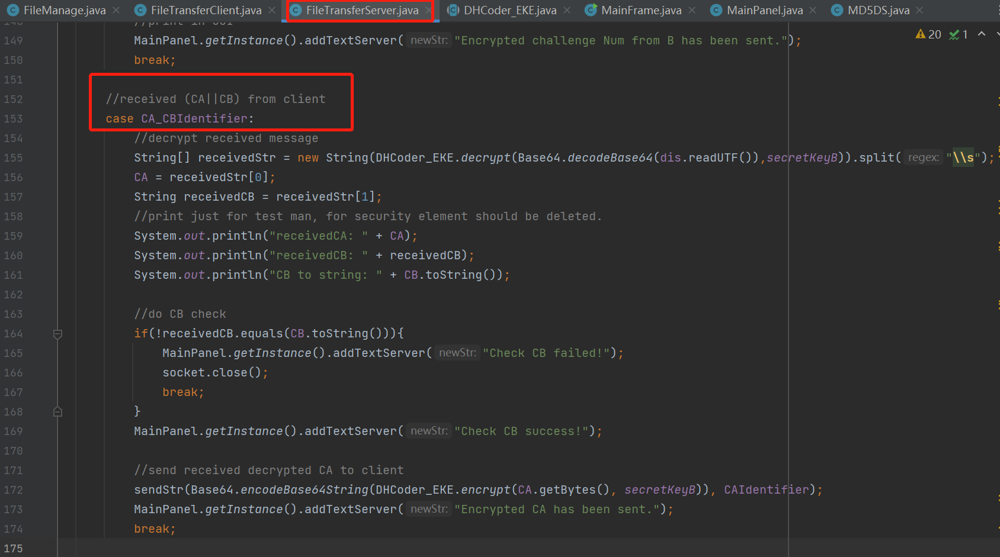 FileManage.java FileTransferClient.java FileTransferServer.java DHCoder_EKE.java MainFrame.java MainPanel.java MD5DS.java
20 1
148 //print in GUI
149 MainPanel.getInstance().addTextServer( newStr: "Encrypted challenge Num from B has been sent.");
150 break;
151
152 //received (CA||CB) from client
153 case CA_CBIdentifier:
154 //decrypt received message
155 String[] receivedStr = new String(DHCoder_EKE.decrypt(Base64.decodeBase64(dis.readUTF()),secretKeyB)).split( regex: "\\s");
156 CA = receivedStr[0];
157 String receivedCB = receivedStr[1];
158 //print just for test man, for security element should be deleted.
159 System.out.println("receivedCA: " + CA);
160 System.out.println("receivedCB: " + receivedCB);
161 System.out.println("CB to string: " + CB.toString());
162
163 //do CB check
164 if(!receivedCB.equals(CB.toString())){
165 MainPanel.getInstance().addTextServer( newStr: "Check CB failed!");
166 socket.close();
167 break;
168 }
169 MainPanel.getInstance().addTextServer( newStr: "Check CB success!");
170
171 //send received decrypted CA to client
172 sendStr(Base64.encodeBase64String(DHCoder_EKE.encrypt(CA.getBytes(), secretKeyB)), CAIdentifier);
173 MainPanel.getInstance().addTextServer( newStr: "Encrypted CA has been sent.");
174 break;
175